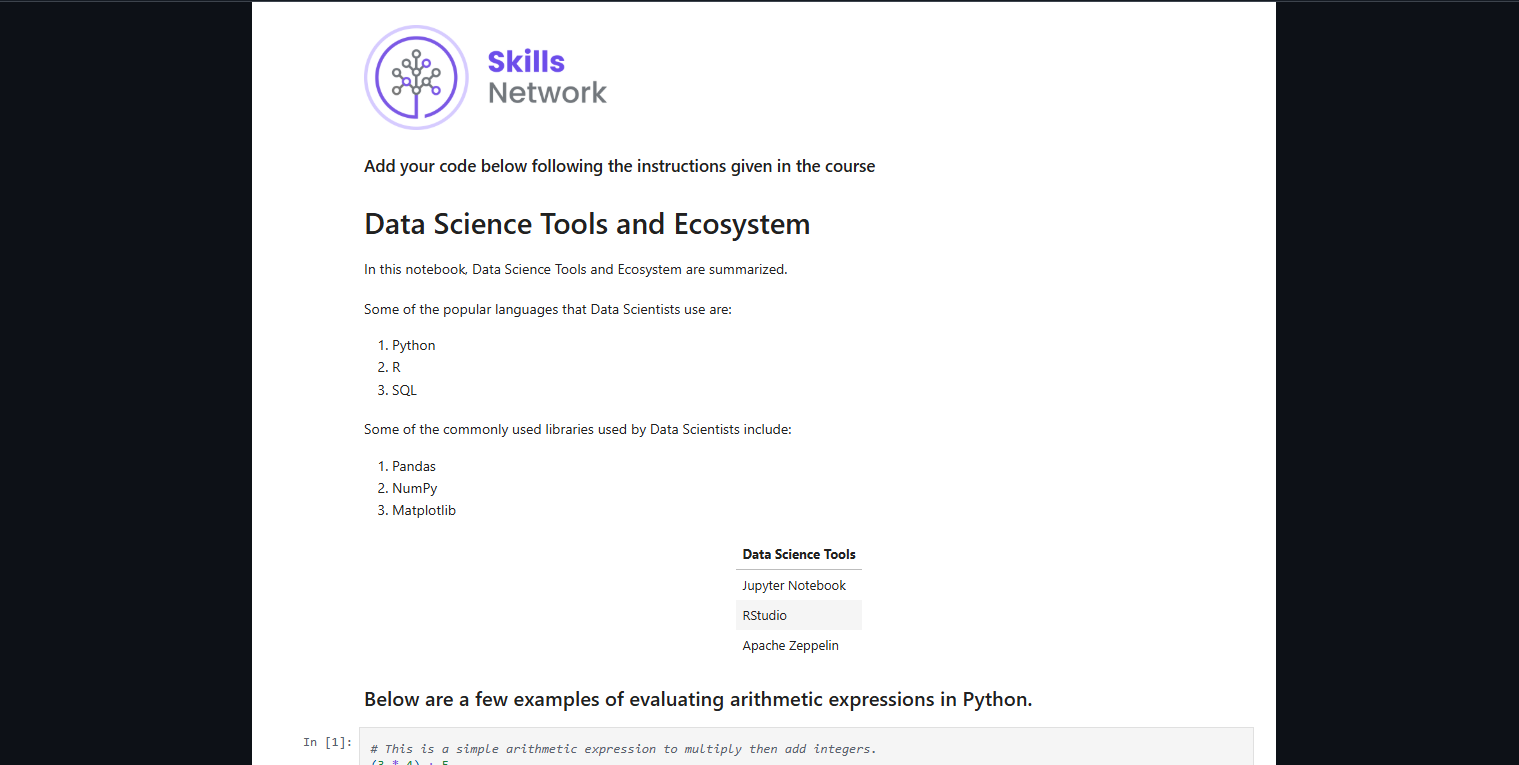 Skills
Network
Add your code below following the instructions given in the course
Data Science Tools and Ecosystem
In this notebook, Data Science Tools and Ecosystem are summarized.
Some of the popular languages that Data Scientists use are:
1. Python
2. R
3. SQL
Some of the commonly used libraries used by Data Scientists include:
1. Pandas
2. NumPy
3. Matplotlib
Data Science Tools
Jupyter Notebook
RStudio
Apache Zeppelin
Below are a few examples of evaluating arithmetic expressions in Python.
In [1]:
# This is a simple arithmetic expression to multiply then add integers.